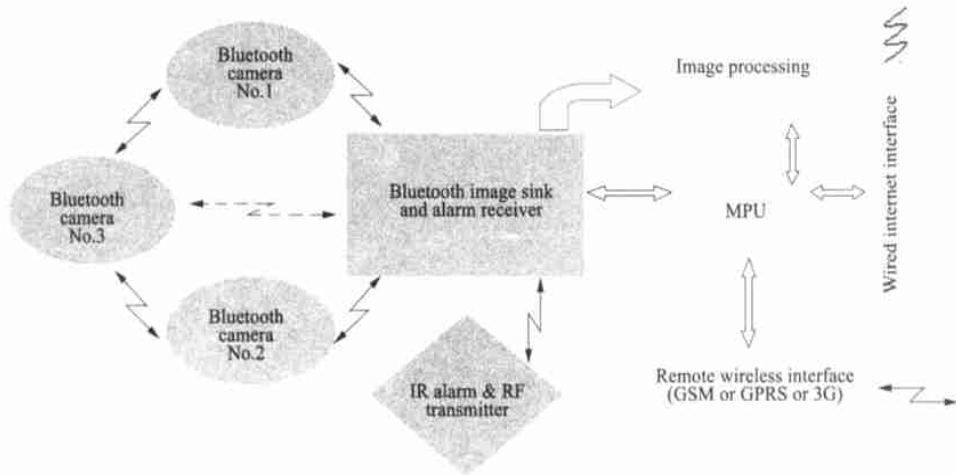 Bluetooth
camera
No.1
Image processing
Bluetooth
camera
No.3
Bluetooth image sink
and alarm receiver
MPU
Wired internet interface
Bluetooth
camera
No.2
IR alarm & RF
transmitter
Remote wireless interface
(GSM or GPRS or 3G)